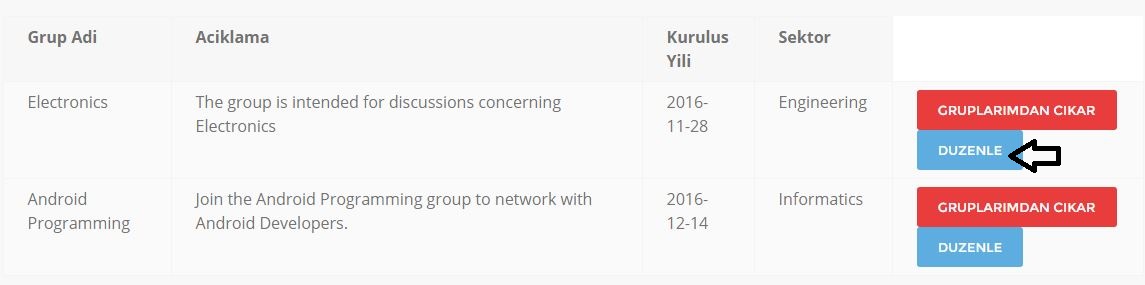 Grup Adi
Aciklama
Kurulus
Yili
Sektor
Electronics
The group is intended for discussions concerning
Electronics
2016-
11-28
Engineering
GRUPLARIMDAN CIKAR
DUZENLE
Android
Programming
Join the Android Programming group to network with
Android Developers.
2016-
12-14
Informatics
GRUPLARIMDAN CIKAR
DUZENLE